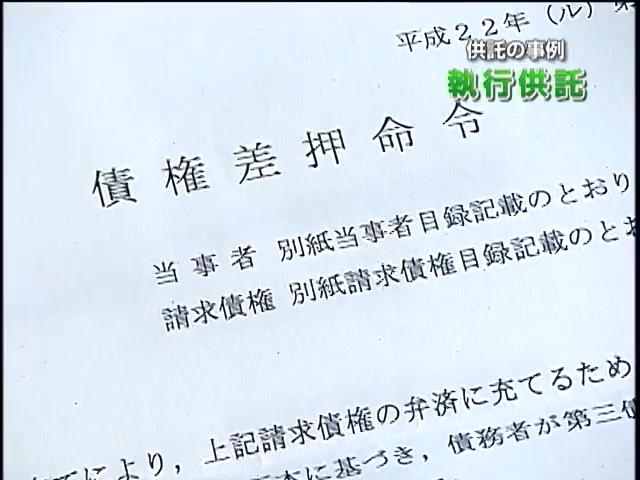 平成22年（ル）第
供託の事例
執行供託
債権差押命令
当事者 別紙当事者目録記載のとおり
請求債権 別紙請求債権目録記載のとお
により，上記請求債権の弁済に充てるため
に基づき，債務者が第三債